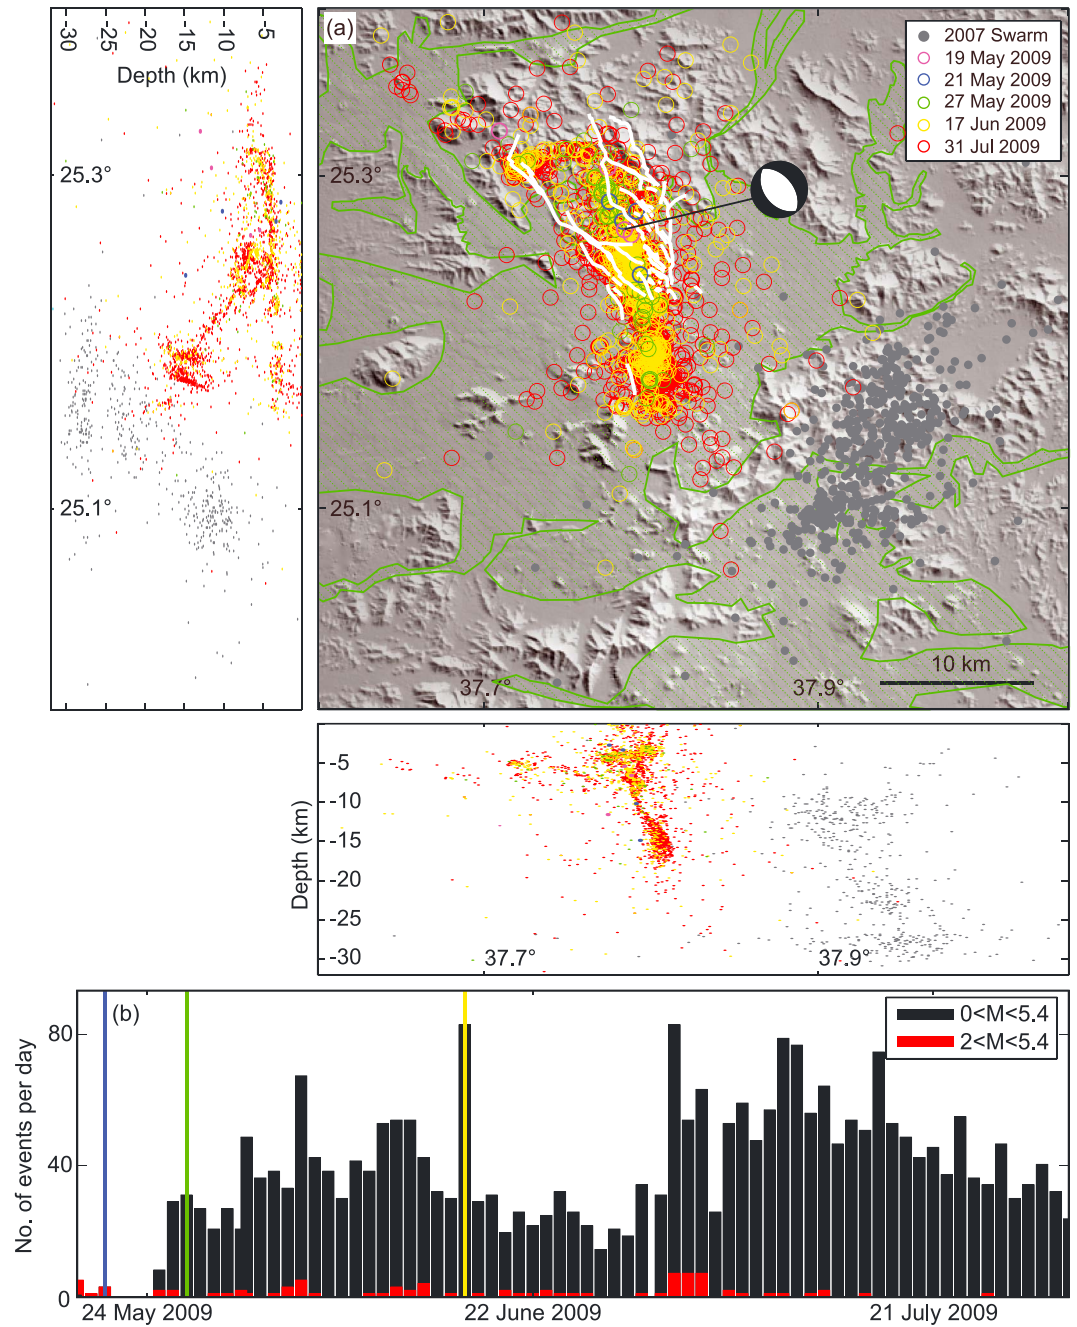 -30 -25 -20 -15 -10 -5
Depth (km)
25.3°
25.1°
(a)
2007 Swarm
19 May 2009
21 May 2009
27 May 2009
17 Jun 2009
31 Jul 2009
25.3°
25.1°
37.7°
37.9°
10 km
Depth (km)
-5
-10
-15
-20
-25
-30
37.7°
37.9°
(b)
0<M<5.4
2<M<5.4
No. of events per day
80
40
0
24 May 2009
22 June 2009
21 July 2009